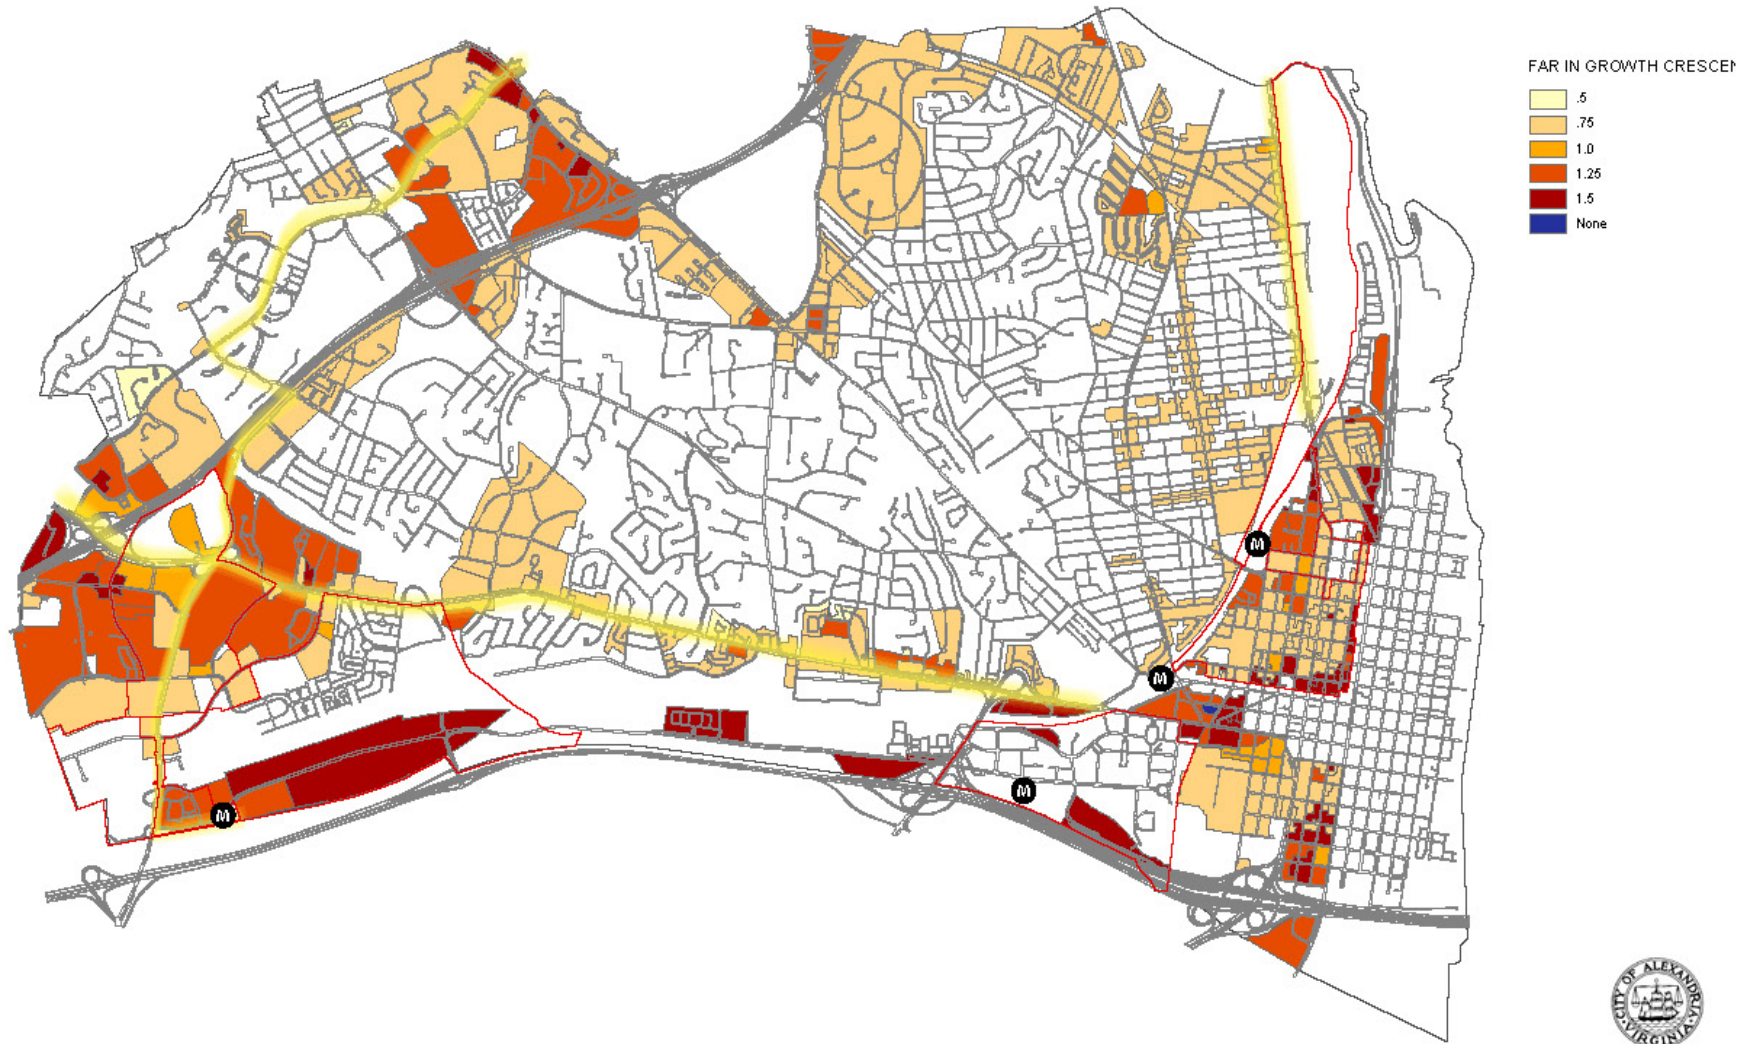 FAR IN GROWTH CRESCEN
.5
.75
1.0
1.25
1.5
None
M
M
M
M
CITY OF ALEXANDRIA
VIRGINIA